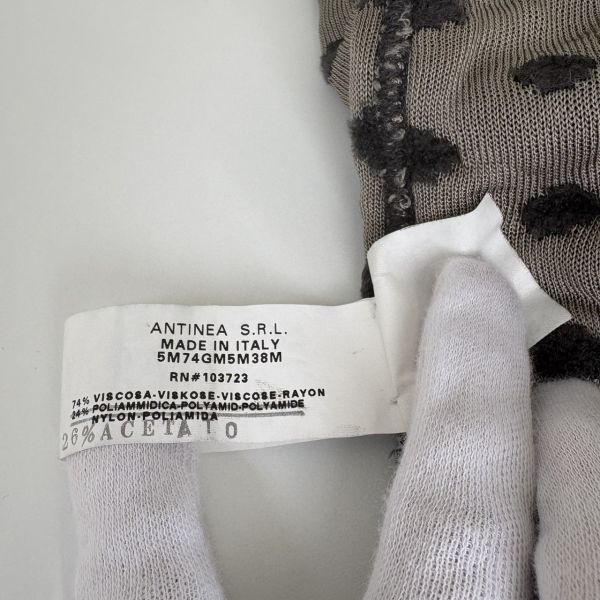 ANTINEA S.R.L.
MADE IN ITALY
5M74GM5M38M
RN#103723
74% VISCOSA-VISKOSE-VISCOSE-RAYON
24% POLIAMMIDICA-POLYAMID-POLYAMIDE
NYLON-POLIAMIDA
26% ACETATO